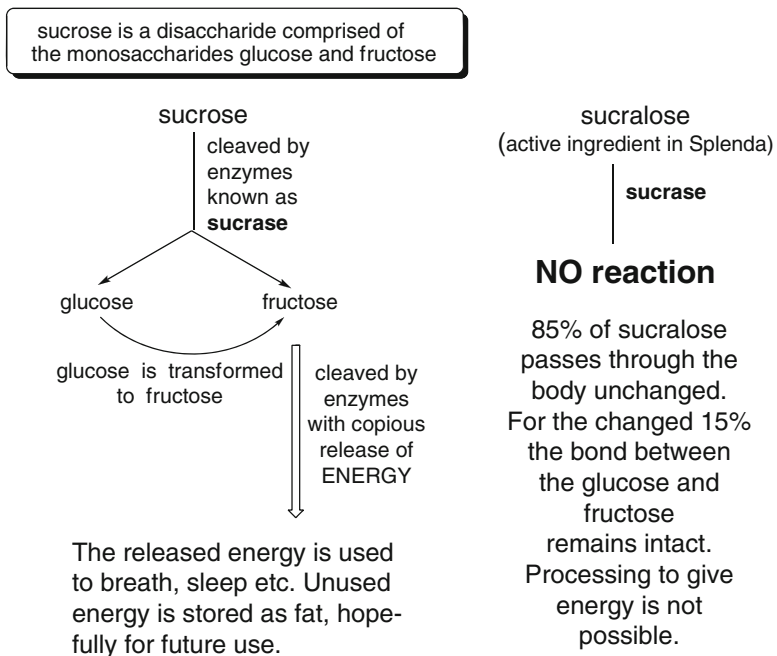 sucrose is a disaccharide comprised of
the monosaccharides glucose and fructose
sucrose
cleaved by
enzymes
known as
sucrase
glucose
fructose
glucose is transformed
to fructose
cleaved by
enzymes
with copious
release of
ENERGY
The released energy is used
to breath, sleep etc. Unused
energy is stored as fat, hope-
fully for future use.
sucralose
(active ingredient in Splenda)
sucrase
NO reaction
85% of sucralose
passes through the
body unchanged.
For the changed 15%
the bond between
the glucose and
fructose
remains intact.
Processing to give
energy is not
possible.